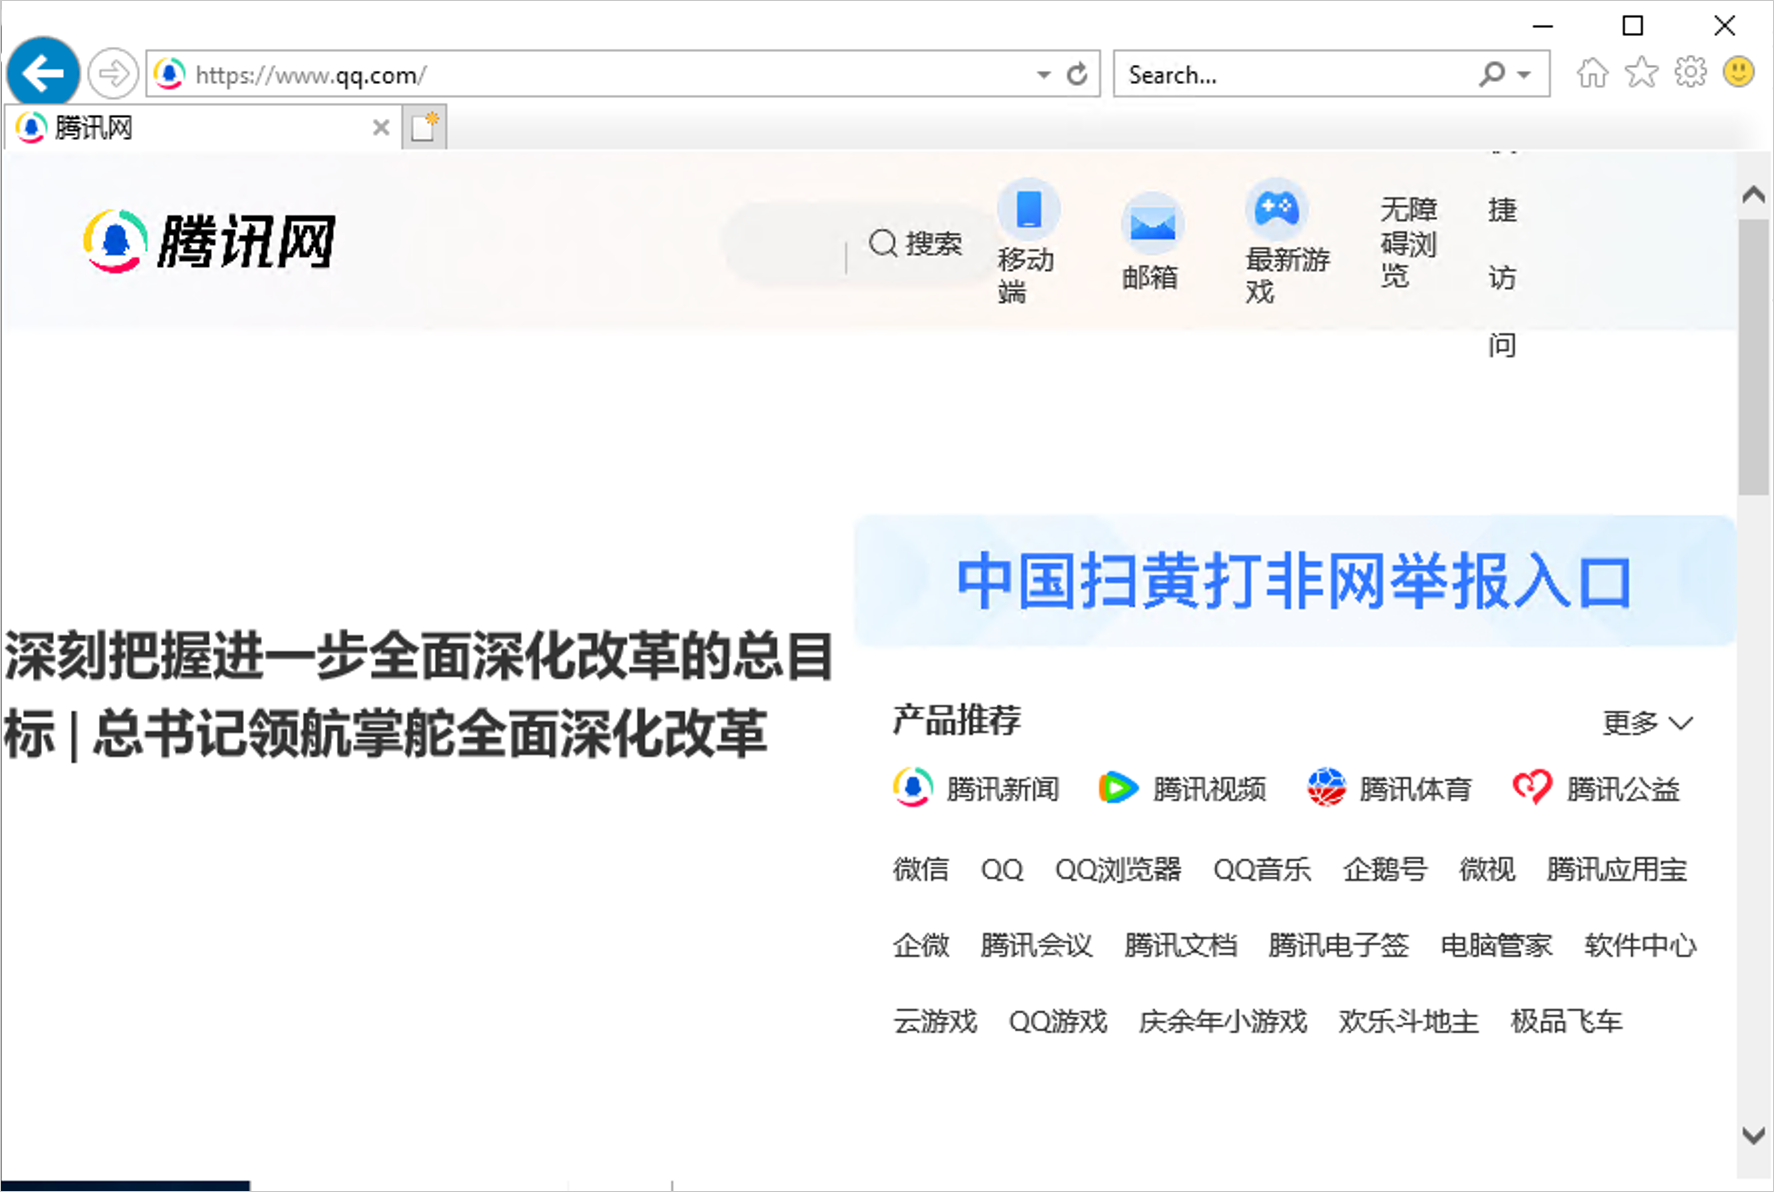 https://www.qq.com/
Search...
腾讯网
腾讯网
搜索
移动
端
邮箱
最新游
戏
无障
碍浏
览
捷
访
问
中国扫黄打非网举报入口
深刻把握进一步全面深化改革的总目
标 | 总书记领航掌舵全面深化改革
产品推荐
更多
腾讯新闻 腾讯视频 腾讯体育 腾讯公益
微信 QQ QQ浏览器 QQ音乐 企鹅号 微视 腾讯应用宝
企微 腾讯会议 腾讯文档 腾讯电子签 电脑管家 软件中心
云游戏 QQ游戏 庆余年小游戏 欢乐斗地主 极品飞车